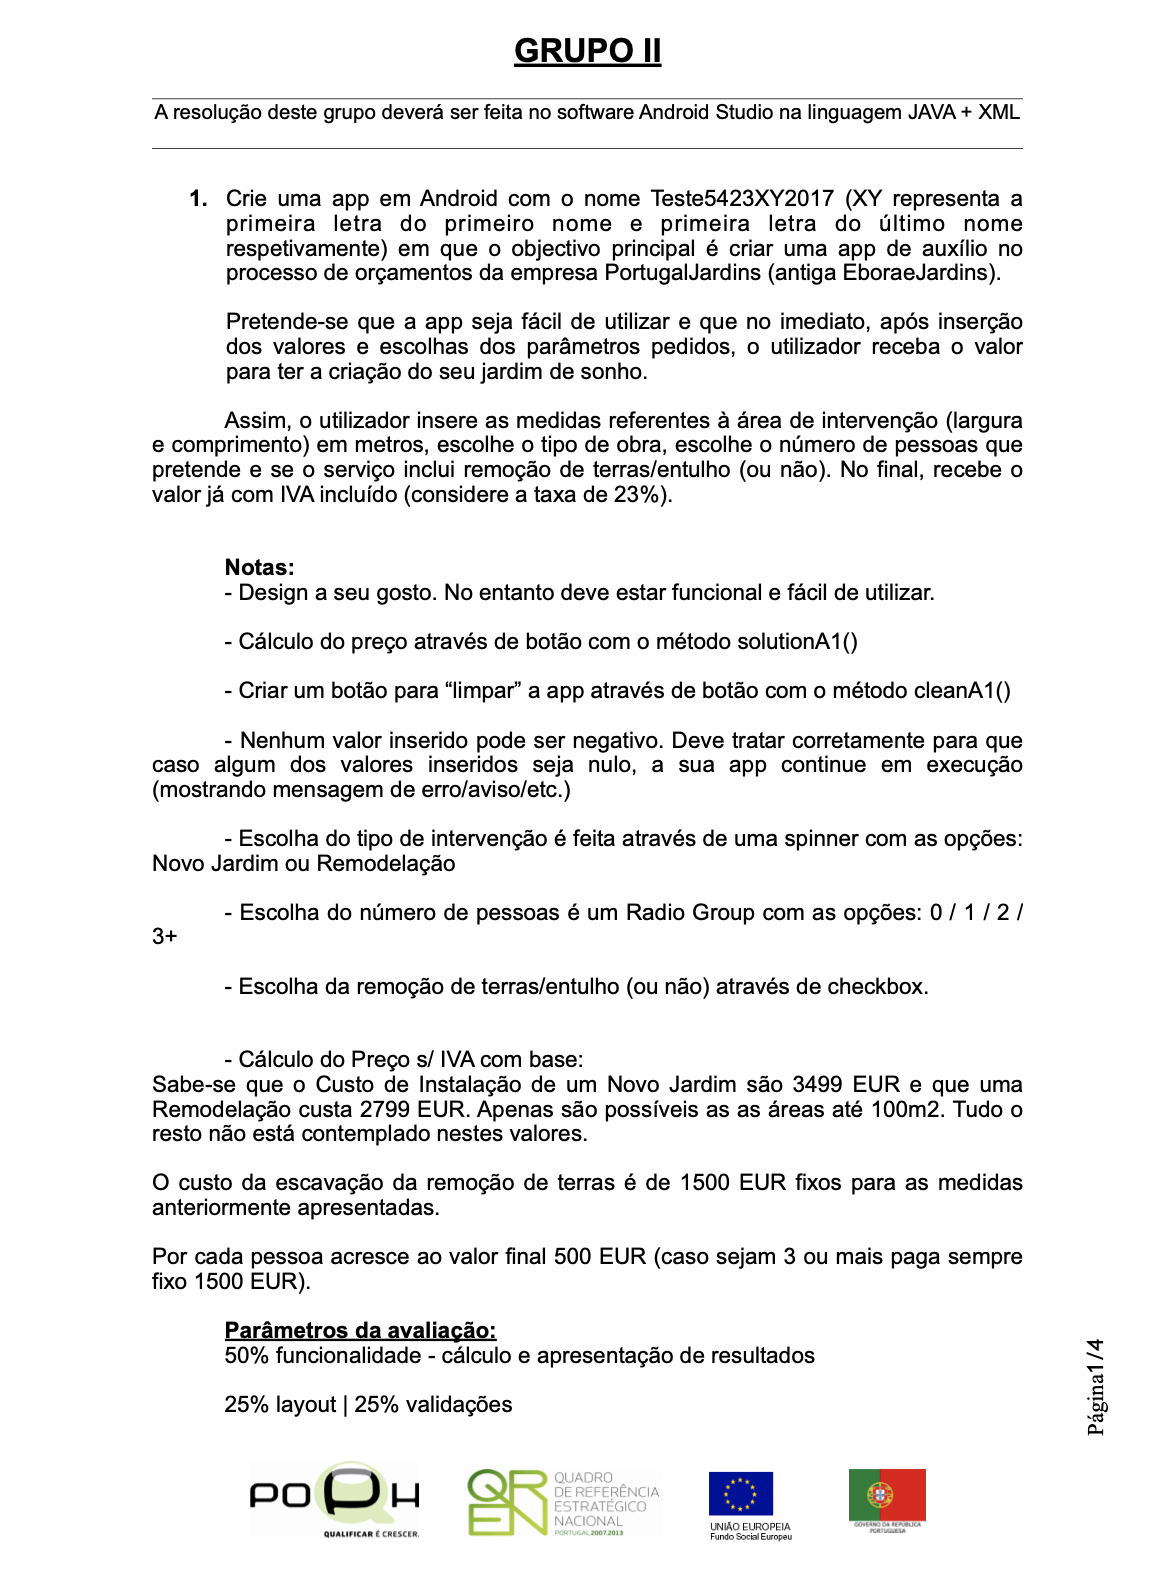 GRUPO II
A resolução deste grupo deverá ser feita no software Android Studio na linguagem JAVA + XML
1. Crie uma app em Android com o nome Teste5423XY2017 (XY representa a
primeira letra do primeiro nome e primeira letra do último nome
respetivamente) em que o objectivo principal é criar uma app de auxílio no
processo de orçamentos da empresa PortugalJardins (antiga EboraeJardins).
Pretende-se que a app seja fácil de utilizar e que no imediato, após inserção
dos valores e escolhas dos parâmetros pedidos, o utilizador receba o valor
para ter a criação do seu jardim de sonho.
Assim, o utilizador insere as medidas referentes à área de intervenção (largura
e comprimento) em metros, escolhe o tipo de obra, escolhe o número de pessoas que
pretende e se o serviço inclui remoção de terras/entulho (ou não). No final, recebe o
valor já com IVA incluído (considere a taxa de 23%).
Notas:
- Design a seu gosto. No entanto deve estar funcional e fácil de utilizar.
- Cálculo do preço através de botão com o método solutionA1()
- Criar um botão para “limpar” a app através de botão com o método cleanA1()
- Nenhum valor inserido pode ser negativo. Deve tratar corretamente para que
caso algum dos valores inseridos seja nulo, a sua app continue em execução
(mostrando mensagem de erro/aviso/etc.)
- Escolha do tipo de intervenção é feita através de uma spinner com as opções:
Novo Jardim ou Remodelação
- Escolha do número de pessoas é um Radio Group com as opções: 0 / 1 / 2 /
3+
- Escolha da remoção de terras/entulho (ou não) através de checkbox.
- Cálculo do Preço s/ IVA com base:
Sabe-se que o Custo de Instalação de um Novo Jardim são 3499 EUR e que uma
Remodelação custa 2799 EUR. Apenas são possíveis as as áreas até 100m2. Tudo o
resto não está contemplado nestes valores.
O custo da escavação da remoção de terras é de 1500 EUR fixos para as medidas
anteriormente apresentadas.
Por cada pessoa acresce ao valor final 500 EUR (caso sejam 3 ou mais paga sempre
fixo 1500 EUR).
Parâmetros da avaliação:
50% funcionalidade - cálculo e apresentação de resultados
25% layout | 25% validações
Página1/4
POPH
QUALIFICAR É CRESCER.
QREN
QUADRO
DE REFERÊNCIA
ESTRATÉGICO
NACIONAL
PORTUGAL 2007.2013
UNIÃO EUROPEIA
Fundo Social Europeu
GOVERNO DA REPÚBLICA
PORTUGUESA